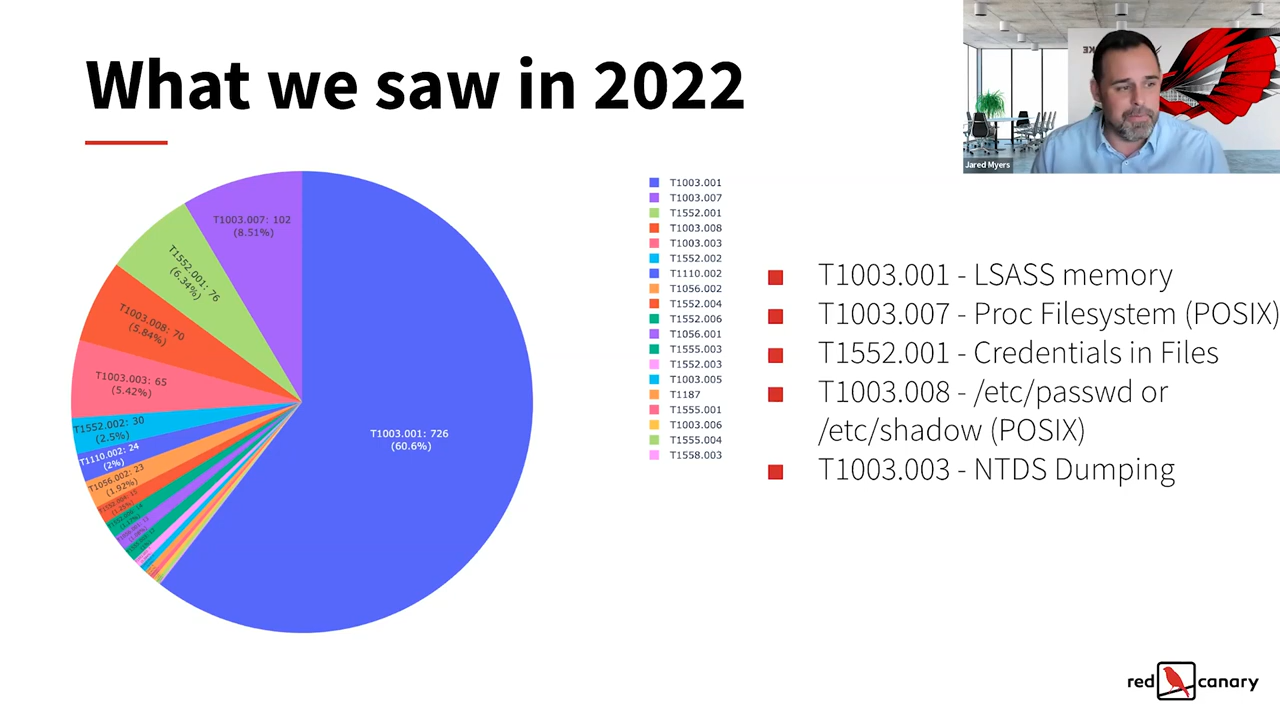 What we saw in 2022
Jared Myers
T1003.007: 102
(8.51%)
T1552.001: 76
(6.34%)
T1003.008: 70
(5.84%)
T1003.003: 65
(5.42%)
T1552.002: 30
(2.5%)
T1110.002: 24
(2%)
T1056.002: 23
(1.92%)
T1003.001: 726
(60.6%)
T1003.001
T1003.007
T1552.001
T1003.008
T1003.003
T1552.002
T1110.002
T1056.002
T1552.004
T1552.006
T1056.001
T1555.003
T1552.003
T1003.005
T1187
T1555.001
T1003.006
T1555.004
T1558.003
T1003.001 - LSASS memory
T1003.007 - Proc Filesystem (POSIX)
T1552.001 - Credentials in Files
T1003.008 - /etc/passwd or
/etc/shadow (POSIX)
T1003.003 - NTDS Dumping
red canary